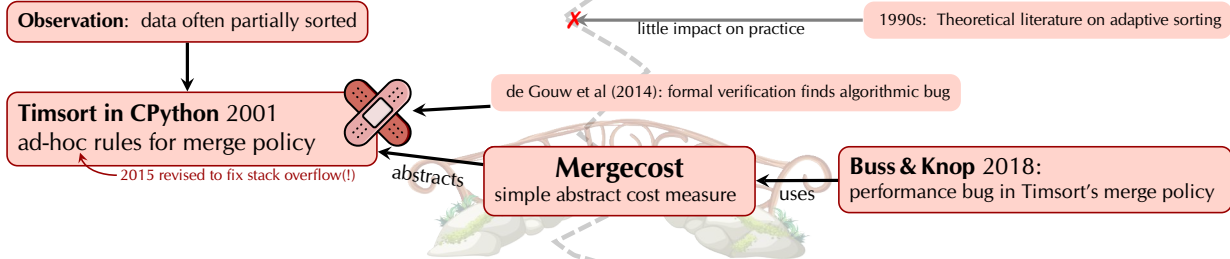 Observation: data often partially sorted
little impact on practice
1990s: Theoretical literature on adaptive sorting
Timsort in CPython 2001
ad-hoc rules for merge policy
2015 revised to fix stack overflow(!)
de Gouw et al (2014): formal verification finds algorithmic bug
abstracts
Mergecost
simple abstract cost measure
uses
Buss & Knop 2018:
performance bug in Timsort's merge policy